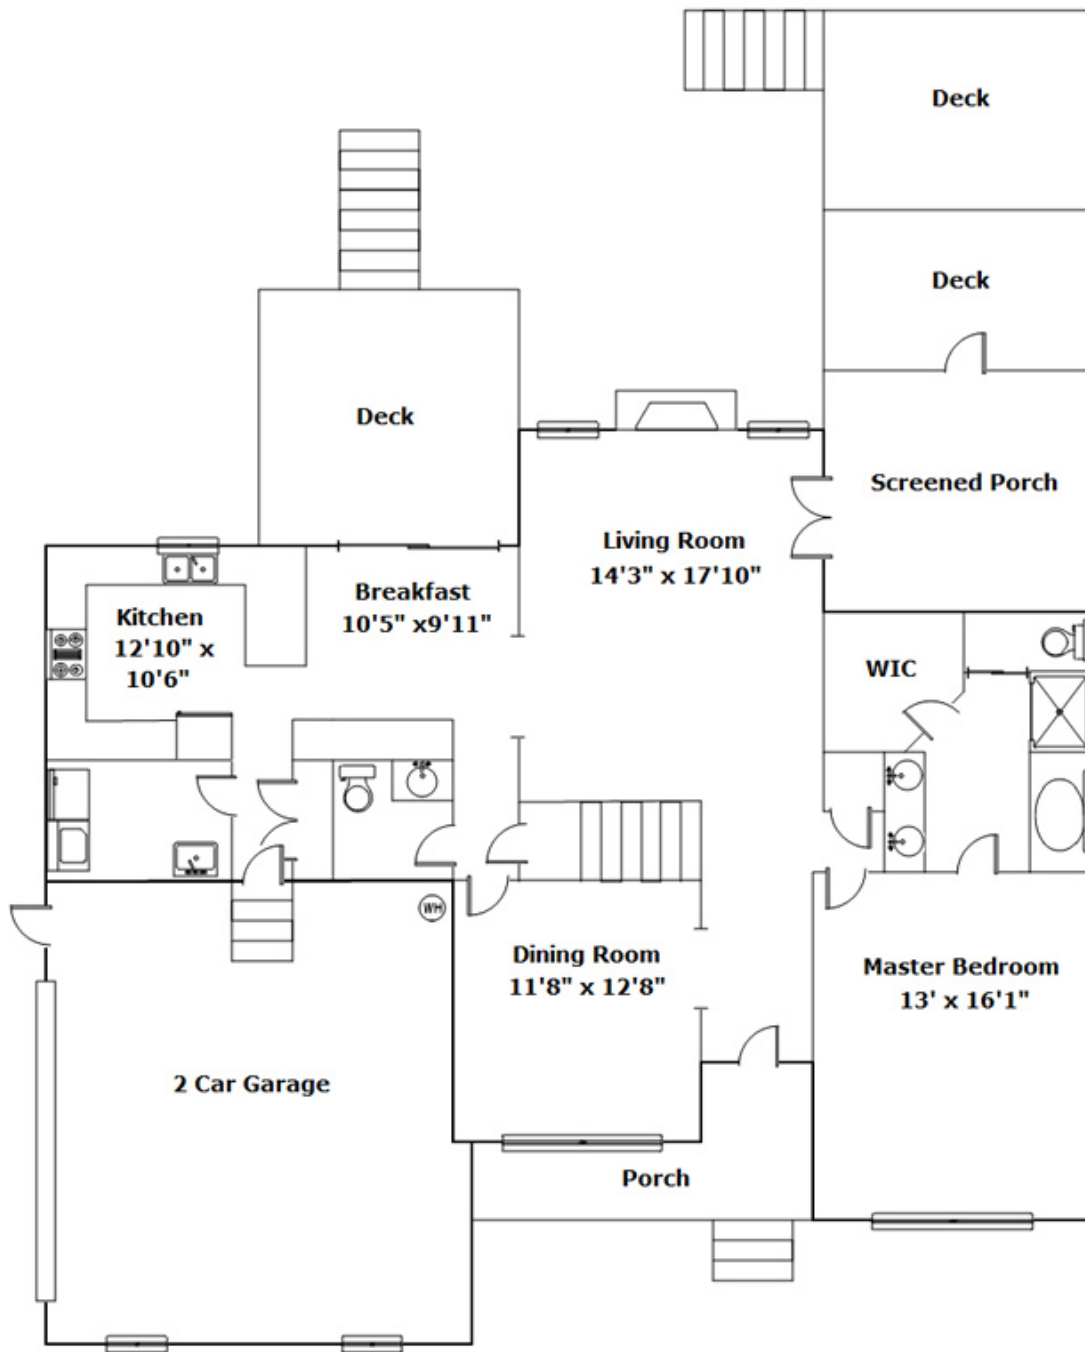 Deck
Deck
Deck
Screened Porch
Living Room
14'3" x 17'10"
Breakfast
10'5" x9'11"
Kitchen
12'10" x
10'6"
WIC
WH
Dining Room
11'8" x 12'8"
Master Bedroom
13' x 16'1"
2 Car Garage
Porch